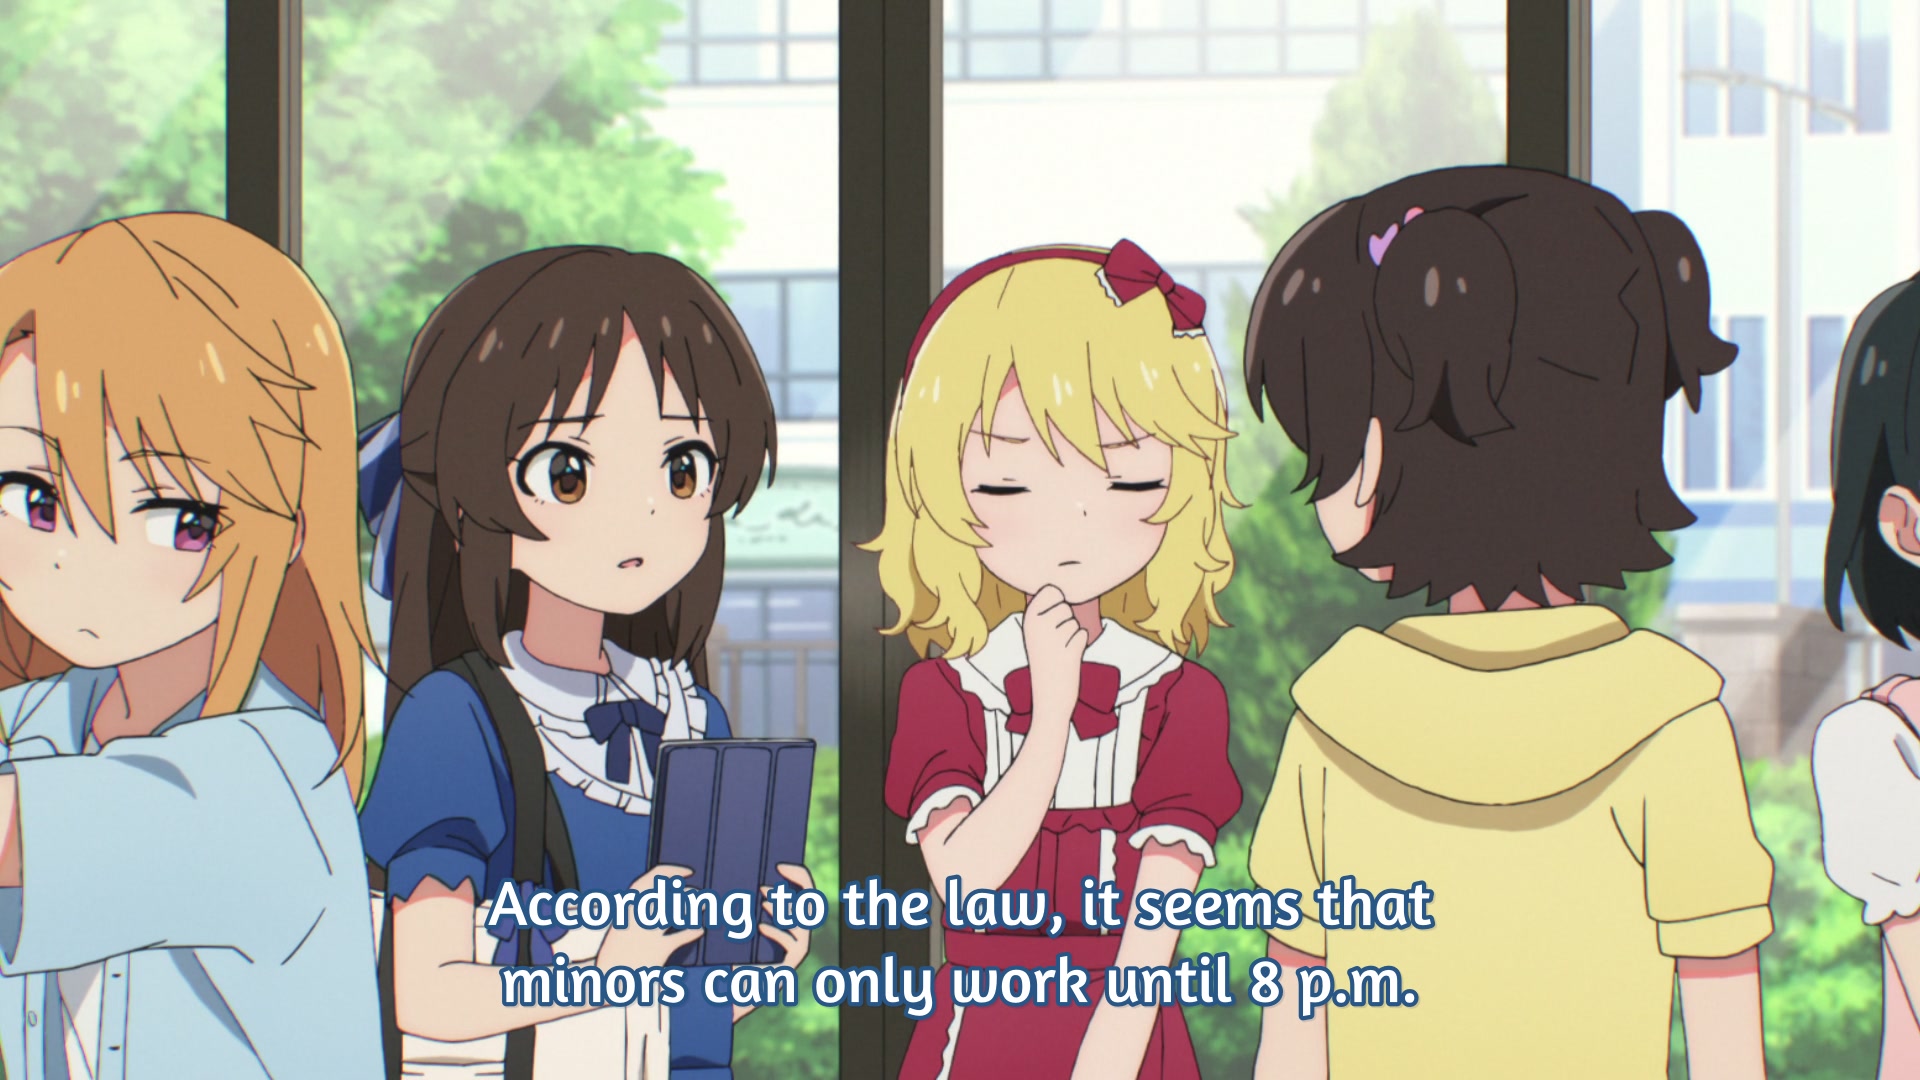 According to the law, it seems that
minors can only work until 8 p.m.